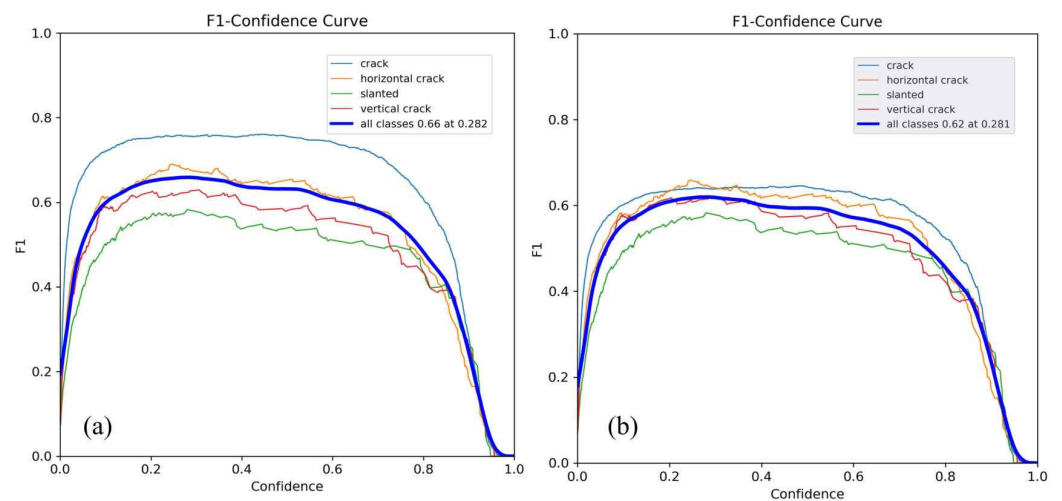 F1-Confidence Curve
1.0
0.8
0.6
0.4
0.2
0.0
F1
crack
horizontal crack
slanted
vertical crack
all classes 0.66 at 0.282
(a)
0.0 0.2 0.4 0.6 0.8 1.0
Confidence
F1-Confidence Curve
1.0
0.8
0.6
0.4
0.2
0.0
F1
crack
horizontal crack
slanted
vertical crack
all classes 0.62 at 0.281
(b)
0.0 0.2 0.4 0.6 0.8 1.0
Confidence